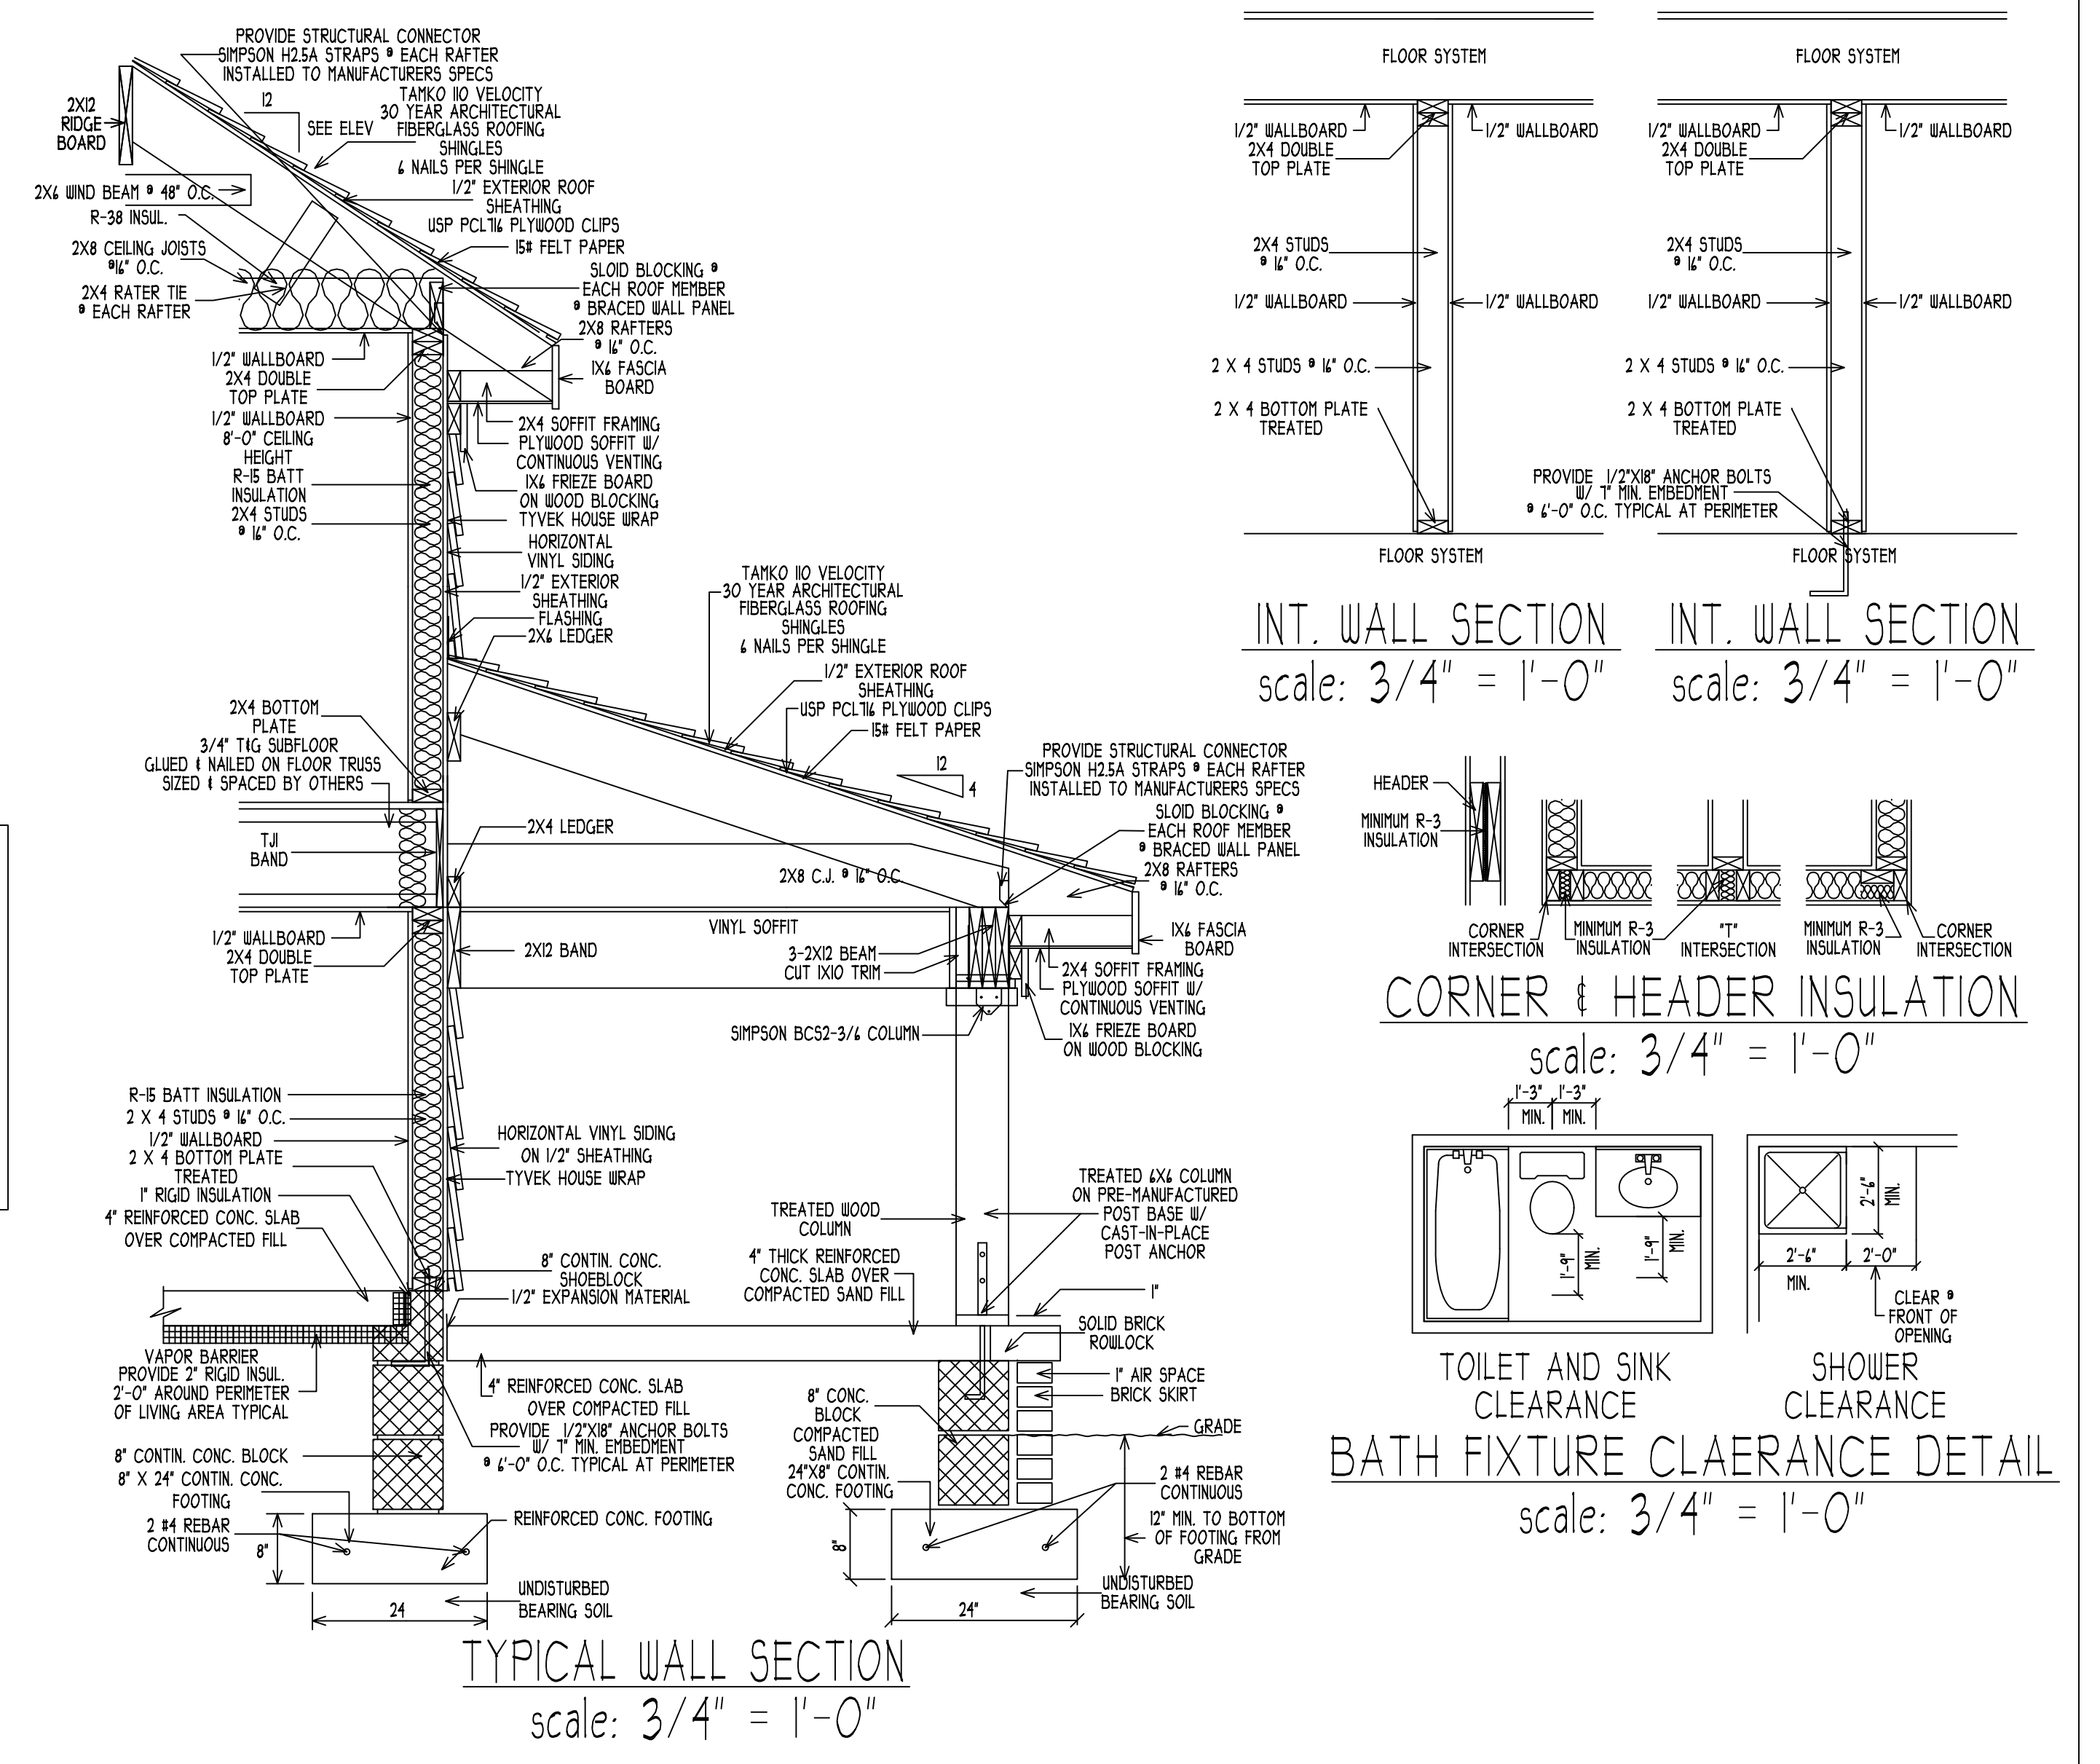 PROVIDE STRUCTURAL CONNECTOR
SIMPSON H2.5A STRAPS @ EACH RAFTER
INSTALLED TO MANUFACTURERS SPECS
12
SEE ELEV
TAMKO 110 VELOCITY
30 YEAR ARCHITECTURAL
FIBERGLASS ROOFING
SHINGLES
6 NAILS PER SHINGLE
2X12
RIDGE
BOARD
1/2" EXTERIOR ROOF
SHEATHING
USP PCL716 PLYWOOD CLIPS
15# FELT PAPER
2X6 WIND BEAM @ 48" O.C.
R-38 INSUL.
2X8 CEILING JOISTS
@16" O.C.
2X4 RATER TIE
@ EACH RAFTER
SLOID BLOCKING @
EACH ROOF MEMBER
@ BRACED WALL PANEL
2X8 RAFTERS
@ 16" O.C.
1X6 FASCIA
BOARD
1/2" WALLBOARD
2X4 DOUBLE
TOP PLATE
1/2" WALLBOARD
8'-0" CEILING
HEIGHT
R-15 BATT
INSULATION
2X4 STUDS
@ 16" O.C.
2X4 SOFFIT FRAMING
PLYWOOD SOFFIT W/
CONTINUOUS VENTING
1X6 FRIEZE BOARD
ON WOOD BLOCKING
TYVEK HOUSE WRAP
HORIZONTAL
VINYL SIDING
1/2" EXTERIOR
SHEATHING
FLASHING
2X6 LEDGER
TAMKO 110 VELOCITY
30 YEAR ARCHITECTURAL
FIBERGLASS ROOFING
SHINGLES
6 NAILS PER SHINGLE
1/2" EXTERIOR ROOF
SHEATHING
USP PCL716 PLYWOOD CLIPS
15# FELT PAPER
12
4
2X4 BOTTOM
PLATE
3/4" T&G SUBFLOOR
GLUED & NAILED ON FLOOR TRUSS
SIZED & SPACED BY OTHERS
TJI
BAND
2X4 LEDGER
2X8 C.J. @ 16" O.C.
PROVIDE STRUCTURAL CONNECTOR
SIMPSON H2.5A STRAPS @ EACH RAFTER
INSTALLED TO MANUFACTURERS SPECS
SLOID BLOCKING @
EACH ROOF MEMBER
@ BRACED WALL PANEL
2X8 RAFTERS
@ 16" O.C.
1/2" WALLBOARD
2X4 DOUBLE
TOP PLATE
2X12 BAND
VINYL SOFFIT
3-2X12 BEAM
CUT 1X10 TRIM
1X6 FASCIA
BOARD
2X4 SOFFIT FRAMING
PLYWOOD SOFFIT W/
CONTINUOUS VENTING
1X6 FRIEZE BOARD
ON WOOD BLOCKING
SIMPSON BCS2-3/6 COLUMN
R-15 BATT INSULATION
2 X 4 STUDS @ 16" O.C.
1/2" WALLBOARD
2 X 4 BOTTOM PLATE
TREATED
1" RIGID INSULATION
4" REINFORCED CONC. SLAB
OVER COMPACTED FILL
HORIZONTAL VINYL SIDING
ON 1/2" SHEATHING
TYVEK HOUSE WRAP
8" CONTIN. CONC.
SHOEBLOCK
1/2" EXPANSION MATERIAL
TREATED WOOD
COLUMN
4" THICK REINFORCED
CONC. SLAB OVER
COMPACTED SAND FILL
TREATED 6X6 COLUMN
ON PRE-MANUFACTURED
POST BASE W/
CAST-IN-PLACE
POST ANCHOR
1"
SOLID BRICK
ROWLOCK
1" AIR SPACE
BRICK SKIRT
GRADE
VAPOR BARRIER
PROVIDE 2" RIGID INSUL.
2'-0" AROUND PERIMETER
OF LIVING AREA TYPICAL
4" REINFORCED CONC. SLAB
OVER COMPACTED FILL
PROVIDE 1/2"X18" ANCHOR BOLTS
W/ 7" MIN. EMBEDMENT
@ 6'-0" O.C. TYPICAL AT PERIMETER
8" CONC.
BLOCK
COMPACTED
SAND FILL
24"X8" CONTIN.
CONC. FOOTING
8" CONTIN. CONC. BLOCK
8" X 24" CONTIN. CONC.
FOOTING
2 #4 REBAR
CONTINUOUS
8"
REINFORCED CONC. FOOTING
UNDISTURBED
BEARING SOIL
24
2 #4 REBAR
CONTINUOUS
12" MIN. TO BOTTOM
OF FOOTING FROM
GRADE
8"
UNDISTURBED
BEARING SOIL
24"
TYPICAL WALL SECTION
scale: 3/4" = 1'-0"
FLOOR SYSTEM
1/2" WALLBOARD
2X4 DOUBLE
TOP PLATE
1/2" WALLBOARD
2X4 STUDS
@ 16" O.C.
1/2" WALLBOARD
1/2" WALLBOARD
2 X 4 STUDS @ 16" O.C.
2 X 4 BOTTOM PLATE
TREATED
FLOOR SYSTEM
INT. WALL SECTION
scale: 3/4" = 1'-0"
FLOOR SYSTEM
1/2" WALLBOARD
2X4 DOUBLE
TOP PLATE
1/2" WALLBOARD
2X4 STUDS
@ 16" O.C.
1/2" WALLBOARD
1/2" WALLBOARD
2 X 4 STUDS @ 16" O.C.
2 X 4 BOTTOM PLATE
TREATED
PROVIDE 1/2"X18" ANCHOR BOLTS
W/ 7" MIN. EMBEDMENT
@ 6'-0" O.C. TYPICAL AT PERIMETER
FLOOR SYSTEM
INT. WALL SECTION
scale: 3/4" = 1'-0"
HEADER
MINIMUM R-3
INSULATION
CORNER
INTERSECTION
MINIMUM R-3
INSULATION
"T"
INTERSECTION
MINIMUM R-3
INSULATION
CORNER
INTERSECTION
CORNER & HEADER INSULATION
scale: 3/4" = 1'-0"
1'-3" 1'-3"
MIN. MIN.
1'-9"
MIN.
1'-9"
MIN.
2'-6"
MIN.
2'-6"
MIN.
2'-0"
CLEAR @
FRONT OF
OPENING
TOILET AND SINK
CLEARANCE
SHOWER
CLEARANCE
BATH FIXTURE CLAERANCE DETAIL
scale: 3/4" = 1'-0"